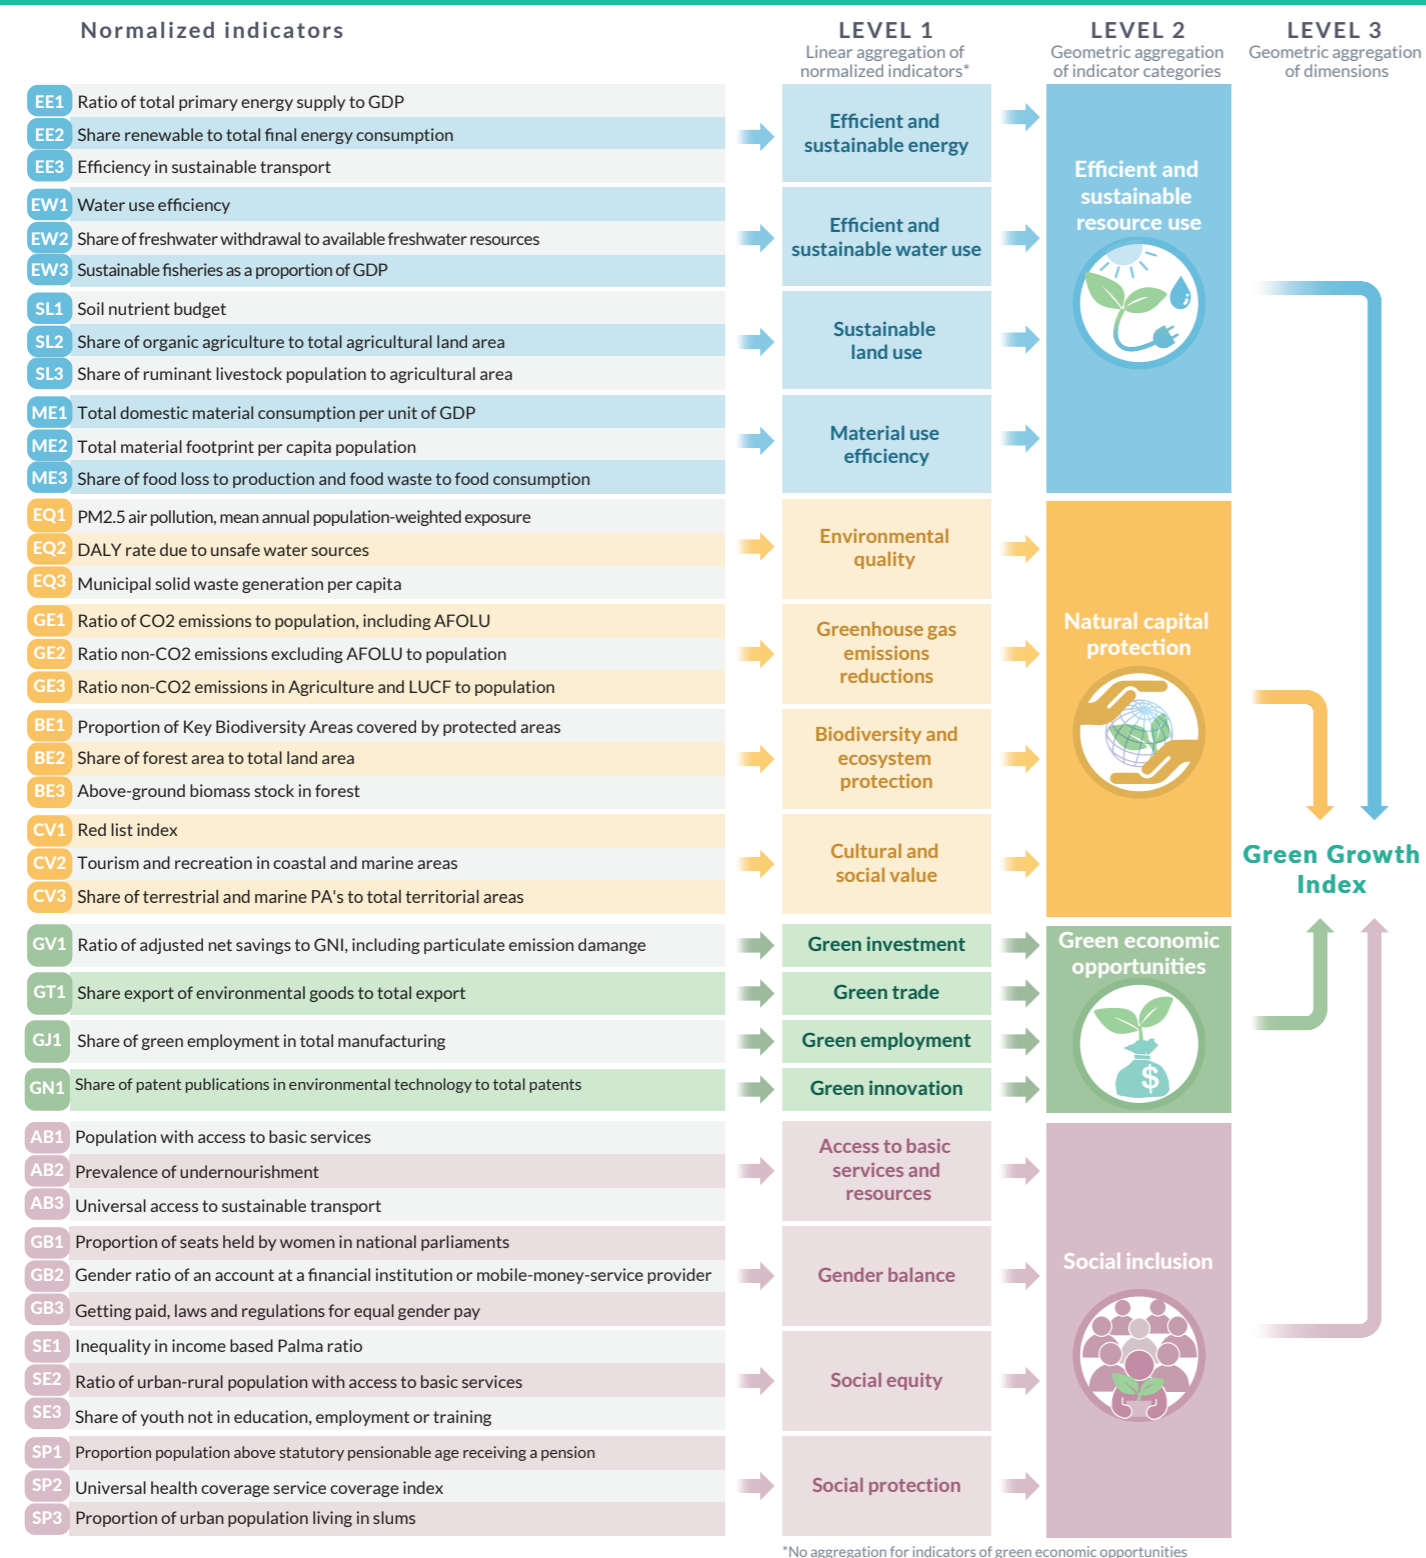 Normalized indicators
LEVEL 1
Linear aggregation of
normalized indicators*
LEVEL 2
Geometric aggregation
of indicator categories
LEVEL 3
Geometric aggregation
of dimensions
EE1 Ratio of total primary energy supply to GDP
EE2 Share renewable to total final energy consumption
EE3 Efficiency in sustainable transport
Efficient and
sustainable energy
EW1 Water use efficiency
EW2 Share of freshwater withdrawal to available freshwater resources
EW3 Sustainable fisheries as a proportion of GDP
Efficient and
sustainable water use
SL1 Soil nutrient budget
SL2 Share of organic agriculture to total agricultural land area
SL3 Share of ruminant livestock population to agricultural area
Sustainable
land use
ME1 Total domestic material consumption per unit of GDP
ME2 Total material footprint per capita population
ME3 Share of food loss to production and food waste to food consumption
Material use
efficiency
Efficient and
sustainable
resource use
EQ1 PM2.5 air pollution, mean annual population-weighted exposure
EQ2 DALY rate due to unsafe water sources
EQ3 Municipal solid waste generation per capita
Environmental
quality
GE1 Ratio of CO2 emissions to population, including AFOLU
GE2 Ratio non-CO2 emissions excluding AFOLU to population
GE3 Ratio non-CO2 emissions in Agriculture and LUCF to population
Greenhouse gas
emissions
reductions
BE1 Proportion of Key Biodiversity Areas covered by protected areas
BE2 Share of forest area to total land area
BE3 Above-ground biomass stock in forest
Biodiversity and
ecosystem
protection
CV1 Red list index
CV2 Tourism and recreation in coastal and marine areas
CV3 Share of terrestrial and marine PA's to total territorial areas
Cultural and
social value
Natural capital
protection
Green Growth
Index
GV1 Ratio of adjusted net savings to GNI, including particulate emission damange
Green investment
GT1 Share export of environmental goods to total export
Green trade
GJ1 Share of green employment in total manufacturing
Green employment
GN1 Share of patent publications in environmental technology to total patents
Green innovation
Green economic
opportunities
$
AB1 Population with access to basic services
AB2 Prevalence of undernourishment
AB3 Universal access to sustainable transport
Access to basic
services and
resources
GB1 Proportion of seats held by women in national parliaments
GB2 Gender ratio of an account at a financial institution or mobile-money-service provider
GB3 Getting paid, laws and regulations for equal gender pay
Gender balance
SE1 Inequality in income based Palma ratio
SE2 Ratio of urban-rural population with access to basic services
SE3 Share of youth not in education, employment or training
Social equity
SP1 Proportion population above statutory pensionable age receiving a pension
SP2 Universal health coverage service coverage index
SP3 Proportion of urban population living in slums
Social protection
Social inclusion
*No aggregation for indicators of green economic opportunities